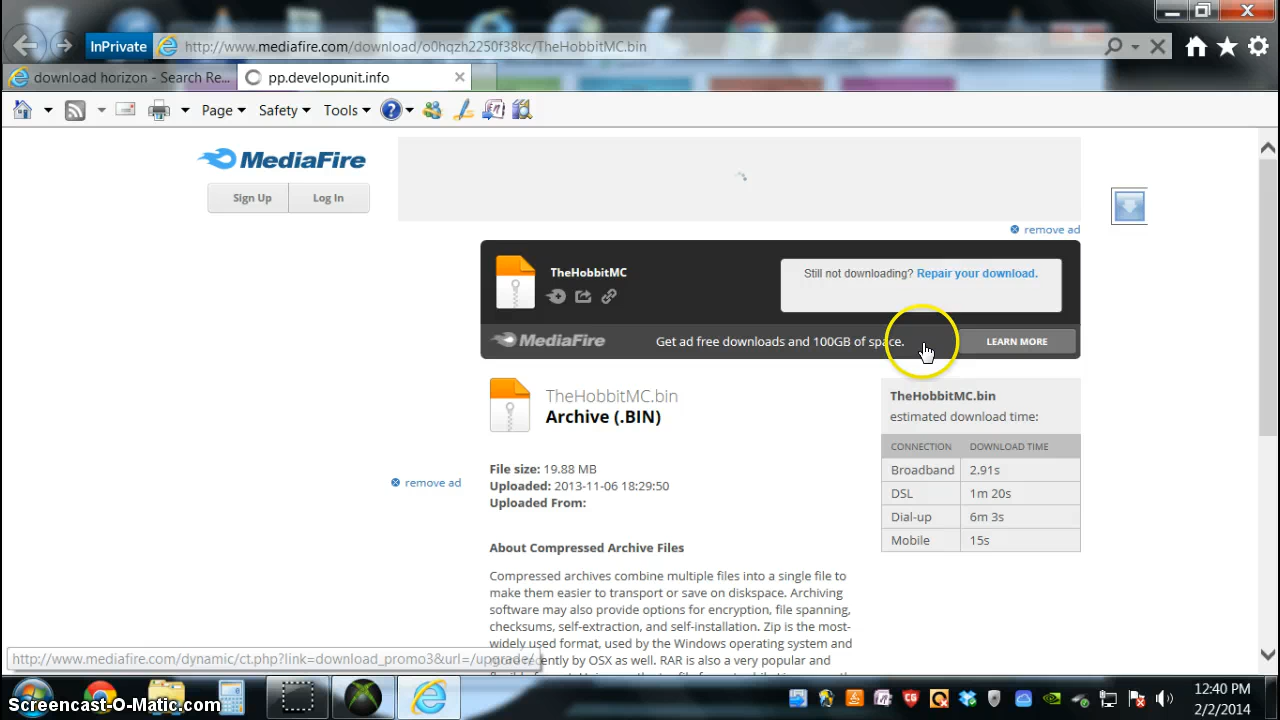 InPrivate
http://www.mediafire.com/download/o0hqzh2250f38kc/TheHobbitMC.bin
download horizon - Search Re...
pp.developunit.info
Page
Safety
Tools
MediaFire
Sign Up
Log In
remove ad
TheHobbitMC
Still not downloading? Repair your download.
MediaFire
Get ad free downloads and 100GB of space.
LEARN MORE
TheHobbitMC.bin
Archive (.BIN)
TheHobbitMC.bin
estimated download time:
CONNECTION DOWNLOAD TIME
Broadband 2.91s
DSL 1m 20s
Dial-up 6m 3s
Mobile 15s
File size: 19.88 MB
Uploaded: 2013-11-06 18:29:50
Uploaded From:
remove ad
About Compressed Archive Files
Compressed archives combine multiple files into a single file to
make them easier to transport or save on diskspace. Archiving
software may also provide options for encryption, file spanning,
checksums, self-extraction, and self-installation. Zip is the most-
widely used format, used by the Windows operating system and
recently by OSX as well. RAR is also a very popular and
http://www.mediafire.com/dynamic/ct.php?link=download_promo3&url=/upgrade/
Screencast-O-Matic.com
CG
12:40 PM
2/2/2014